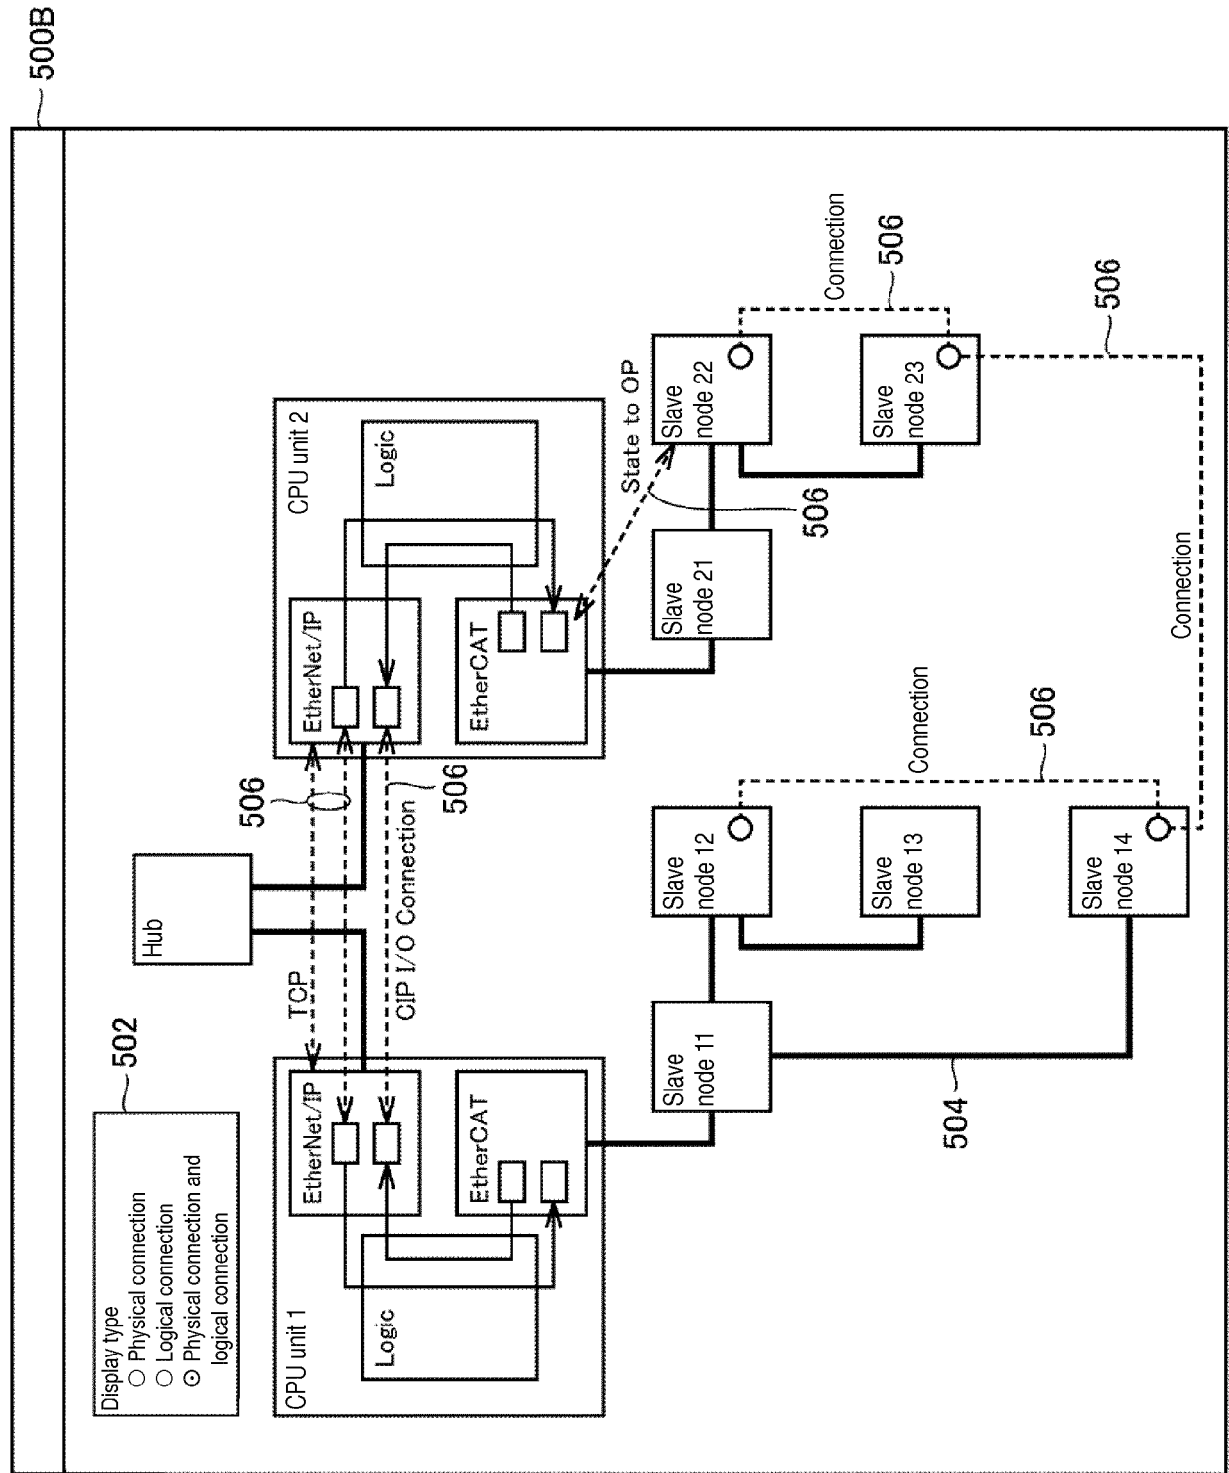 500B
Display type
Physical connection
Logical connection
Physical connection and
logical connection
502
Hub
CPU unit 1
Logic
EtherNet/IP
EtherCAT
TCP
506
CIP I/O Connection
506
CPU unit 2
EtherNet/IP
Logic
EtherCAT
State to OP
506
Slave
node 11
Slave
node 12
Slave
node 13
Slave
node 14
504
Connection
506
Slave
node 21
Slave
node 22
Slave
node 23
Connection
506
Connection
506